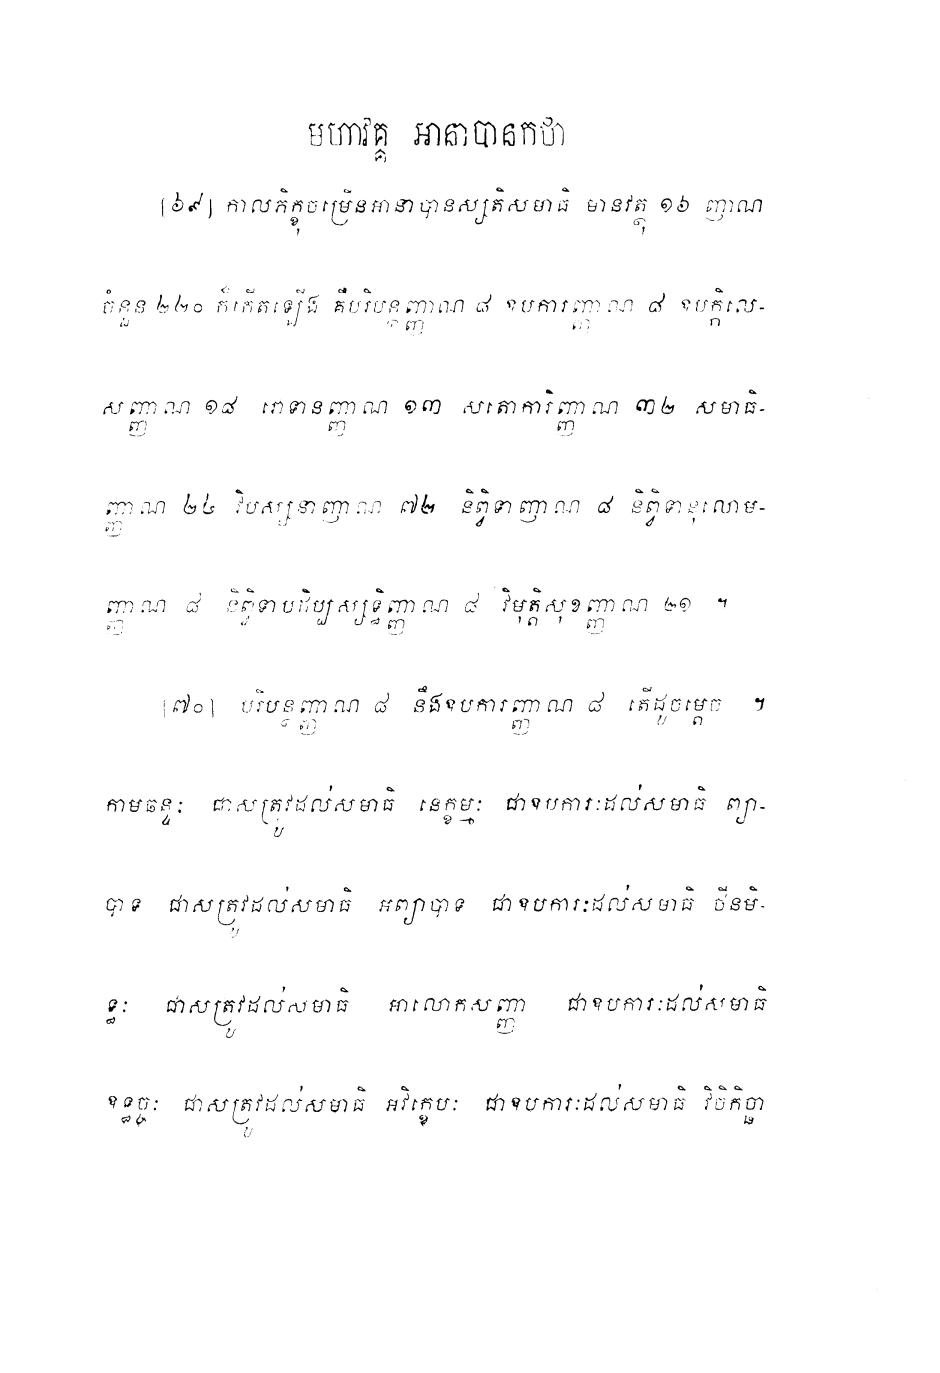 មហាវគ្គ អានាបានកថា
[៦៩] កាលភិក្ខុចម្រើនអានាបានស្សតិសមាធិ មានវត្ថុ ១៦ ញាណ
ចំនួន ២២០ ក៏កើតឡើង គឺបរិបន្ថញ្ញាណ ៨ ឧបការញ្ញាណ ៨ ឧបក្កិលេ-
សញ្ញាណ ១៨ វោទានញ្ញាណ ១៣ សតោការិញ្ញាណ ៣២ សមាធិ-
ញ្ញាណ ២៤ វិបស្សនាញាណ ៧២ និព្វិទាញាណ ៨ និព្វិទានុលោម-
ញ្ញាណ ៨ និព្វិទាបដិប្បស្សទ្ធិញ្ញាណ ៨ វិមុត្តិសុខញ្ញាណ ២១ ។
[៧០] បរិបន្ថញ្ញាណ ៨ នឹងឧបការញ្ញាណ ៨ តើដូចម្តេច ។
កាមឆន្ទៈ ជាសត្រូវដល់សមាធិ នេក្ខម្មៈ ជាឧបការៈដល់សមាធិ ព្យា-
បាទ ជាសត្រូវដល់សមាធិ អព្យាបាទ ជាឧបការៈដល់សមាធិ ថីនមិ-
ទ្ធៈ ជាសត្រូវដល់សមាធិ អាលោកសញ្ញា ជាឧបការៈដល់សមាធិ
ឧទ្ធច្ចៈ ជាសត្រូវដល់សមាធិ អវិក្ខេបៈ ជាឧបការៈដល់សមាធិ វិចិកិច្ឆា